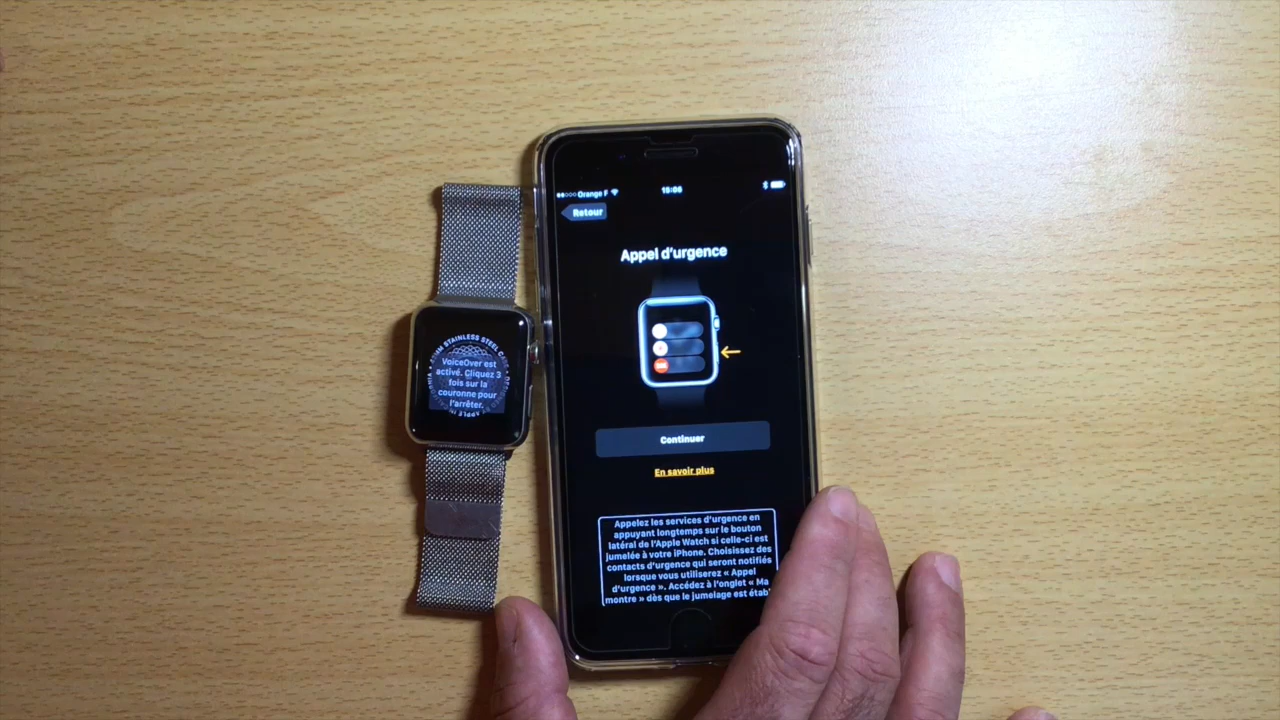 Orange F
15:06
Retour
Appel d'urgence
Continuer
En savoir plus
Appelez les services d'urgence en
appuyant longtemps sur le bouton
latéral de l'Apple Watch si celle-ci est
jumelée à votre iPhone. Choisissez des
contacts d'urgence qui seront notifiés
lorsque vous utiliserez « Appel
d'urgence ». Accédez à l'onglet « Ma
montre » dès que le jumelage est étab
MM STAINLESS STEEL CASE
VoiceOver est
activé. Cliquez 3
fois sur la
couronne pour
l'arrêter.